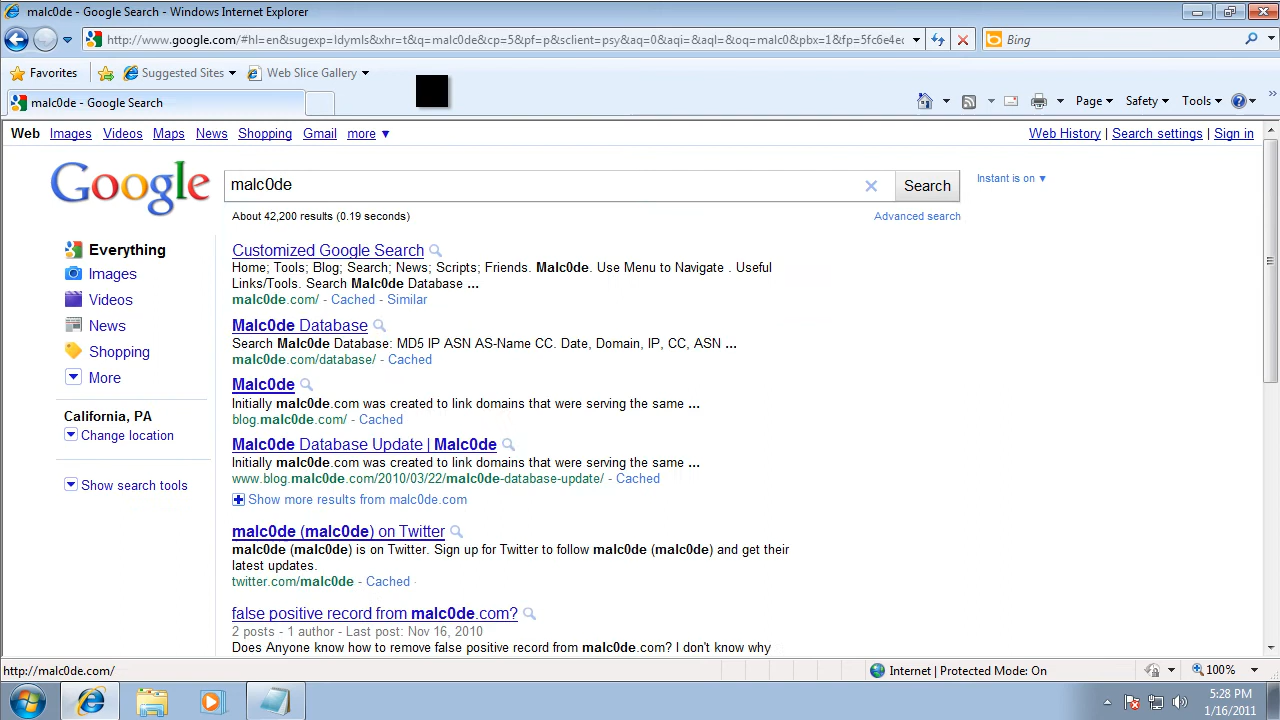 malc0de - Google Search - Windows Internet Explorer
http://www.google.com/#hl=en&sugexp=ldymls&xhr=t&q=malc0de&cp=5&pf=p&sclient=psy&aq=0&aqi=&aql=&oq=malc0&pbx=1&fp=5fc6e4ec
Bing
Favorites
Suggested Sites
Web Slice Gallery
malc0de - Google Search
Page
Safety
Tools
Web Images Videos Maps News Shopping Gmail more ▼
Web History | Search settings | Sign in
Google
malc0de
Search
Instant is on ▼
About 42,200 results (0.19 seconds)
Advanced search
Everything
Images
Videos
News
Shopping
More
California, PA
Change location
Show search tools
Customized Google Search
Home; Tools; Blog; Search; News; Scripts; Friends. Malc0de. Use Menu to Navigate . Useful
Links/Tools. Search Malc0de Database ...
malc0de.com/ - Cached - Similar
Malc0de Database
Search Malc0de Database: MD5 IP ASN AS-Name CC. Date, Domain, IP, CC, ASN ...
malc0de.com/database/ - Cached
Malc0de
Initially malc0de.com was created to link domains that were serving the same ...
blog.malc0de.com/ - Cached
Malc0de Database Update | Malc0de
Initially malc0de.com was created to link domains that were serving the same ...
www.blog.malc0de.com/2010/03/22/malc0de-database-update/ - Cached
Show more results from malc0de.com
malc0de (malc0de) on Twitter
malc0de (malc0de) is on Twitter. Sign up for Twitter to follow malc0de (malc0de) and get their
latest updates.
twitter.com/malc0de - Cached
false positive record from malc0de.com?
2 posts - 1 author - Last post: Nov 16, 2010
Does Anyone know how to remove false positive record from malc0de.com? I don't know why
http://malc0de.com/
Internet | Protected Mode: On
100%
5:28 PM
1/16/2011